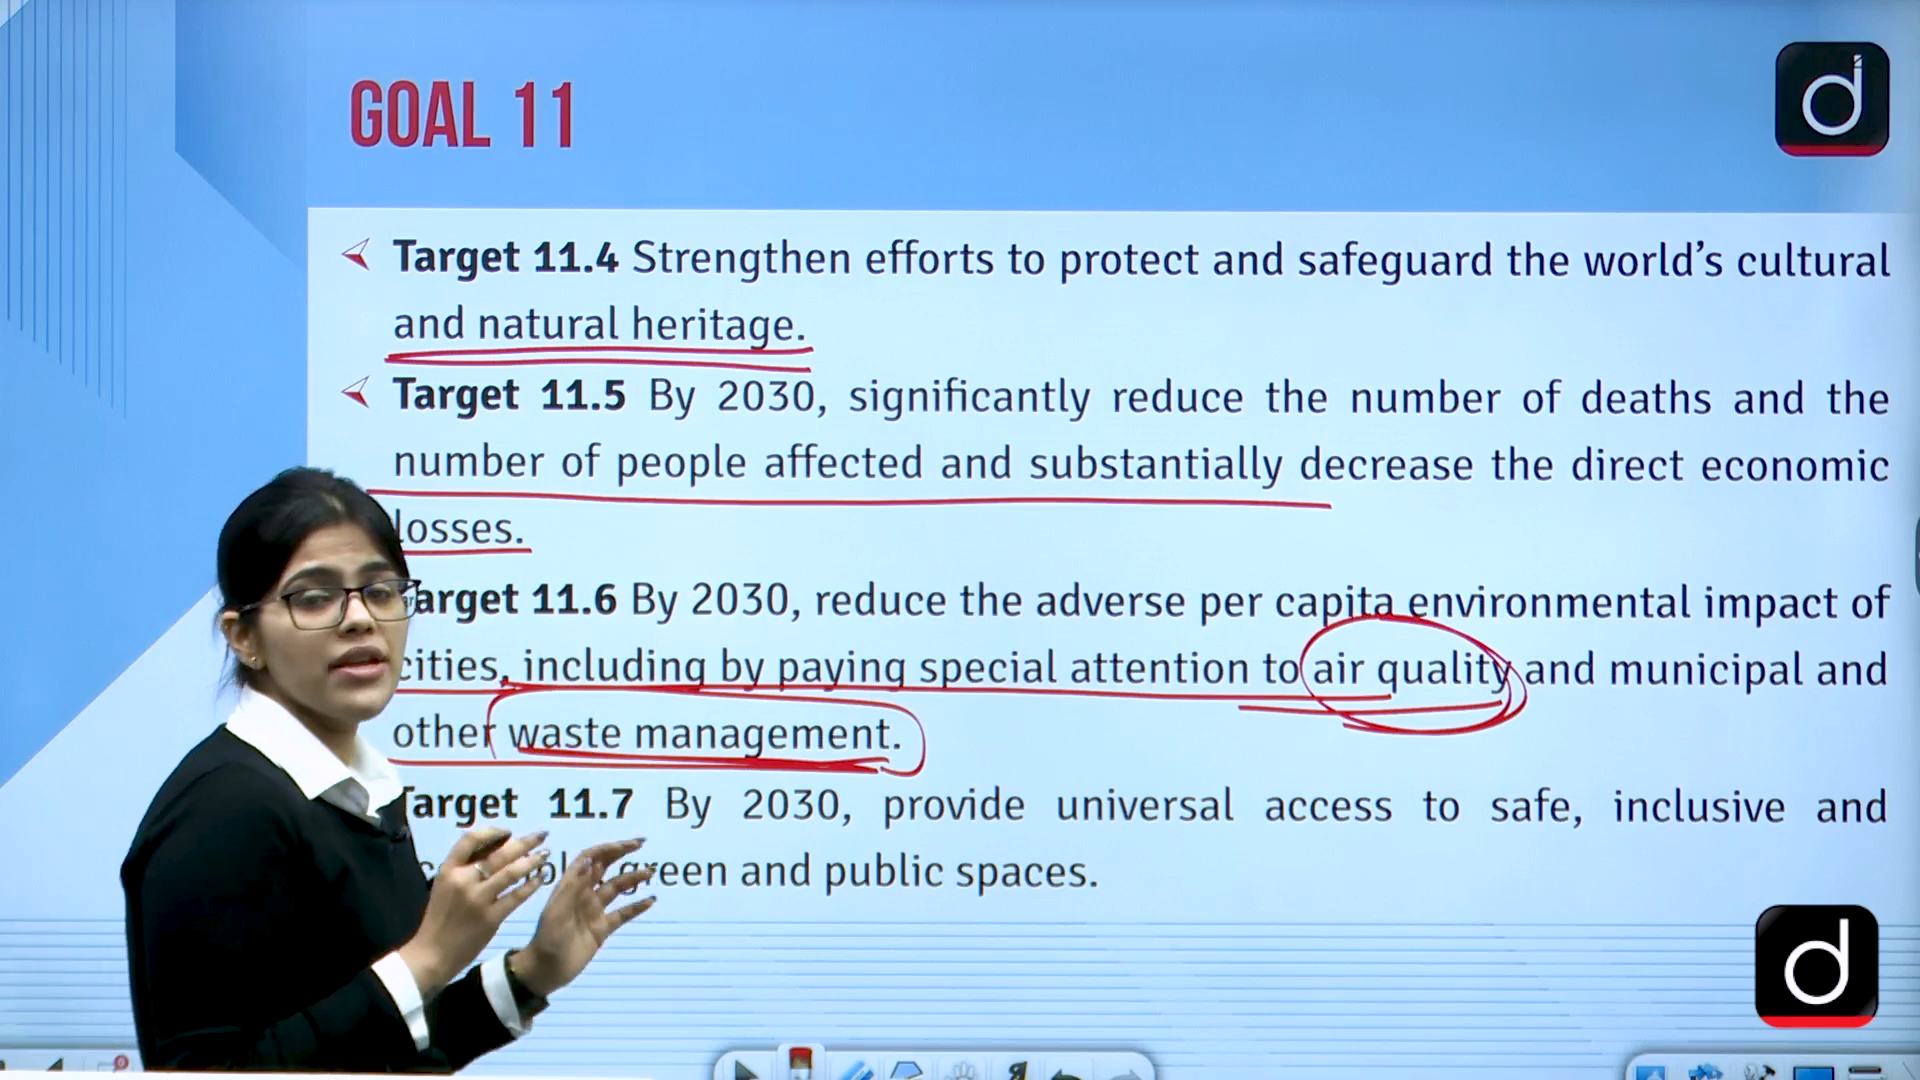 GOAL 11
d
Target 11.4 Strengthen efforts to protect and safeguard the world's cultural
and natural heritage.
Target 11.5 By 2030, significantly reduce the number of deaths and the
number of people affected and substantially decrease the direct economic
losses.
Target 11.6 By 2030, reduce the adverse per capita environmental impact of
cities, including by paying special attention to air quality and municipal and
other waste management.
Target 11.7 By 2030, provide universal access to safe, inclusive and
green and public spaces.
d